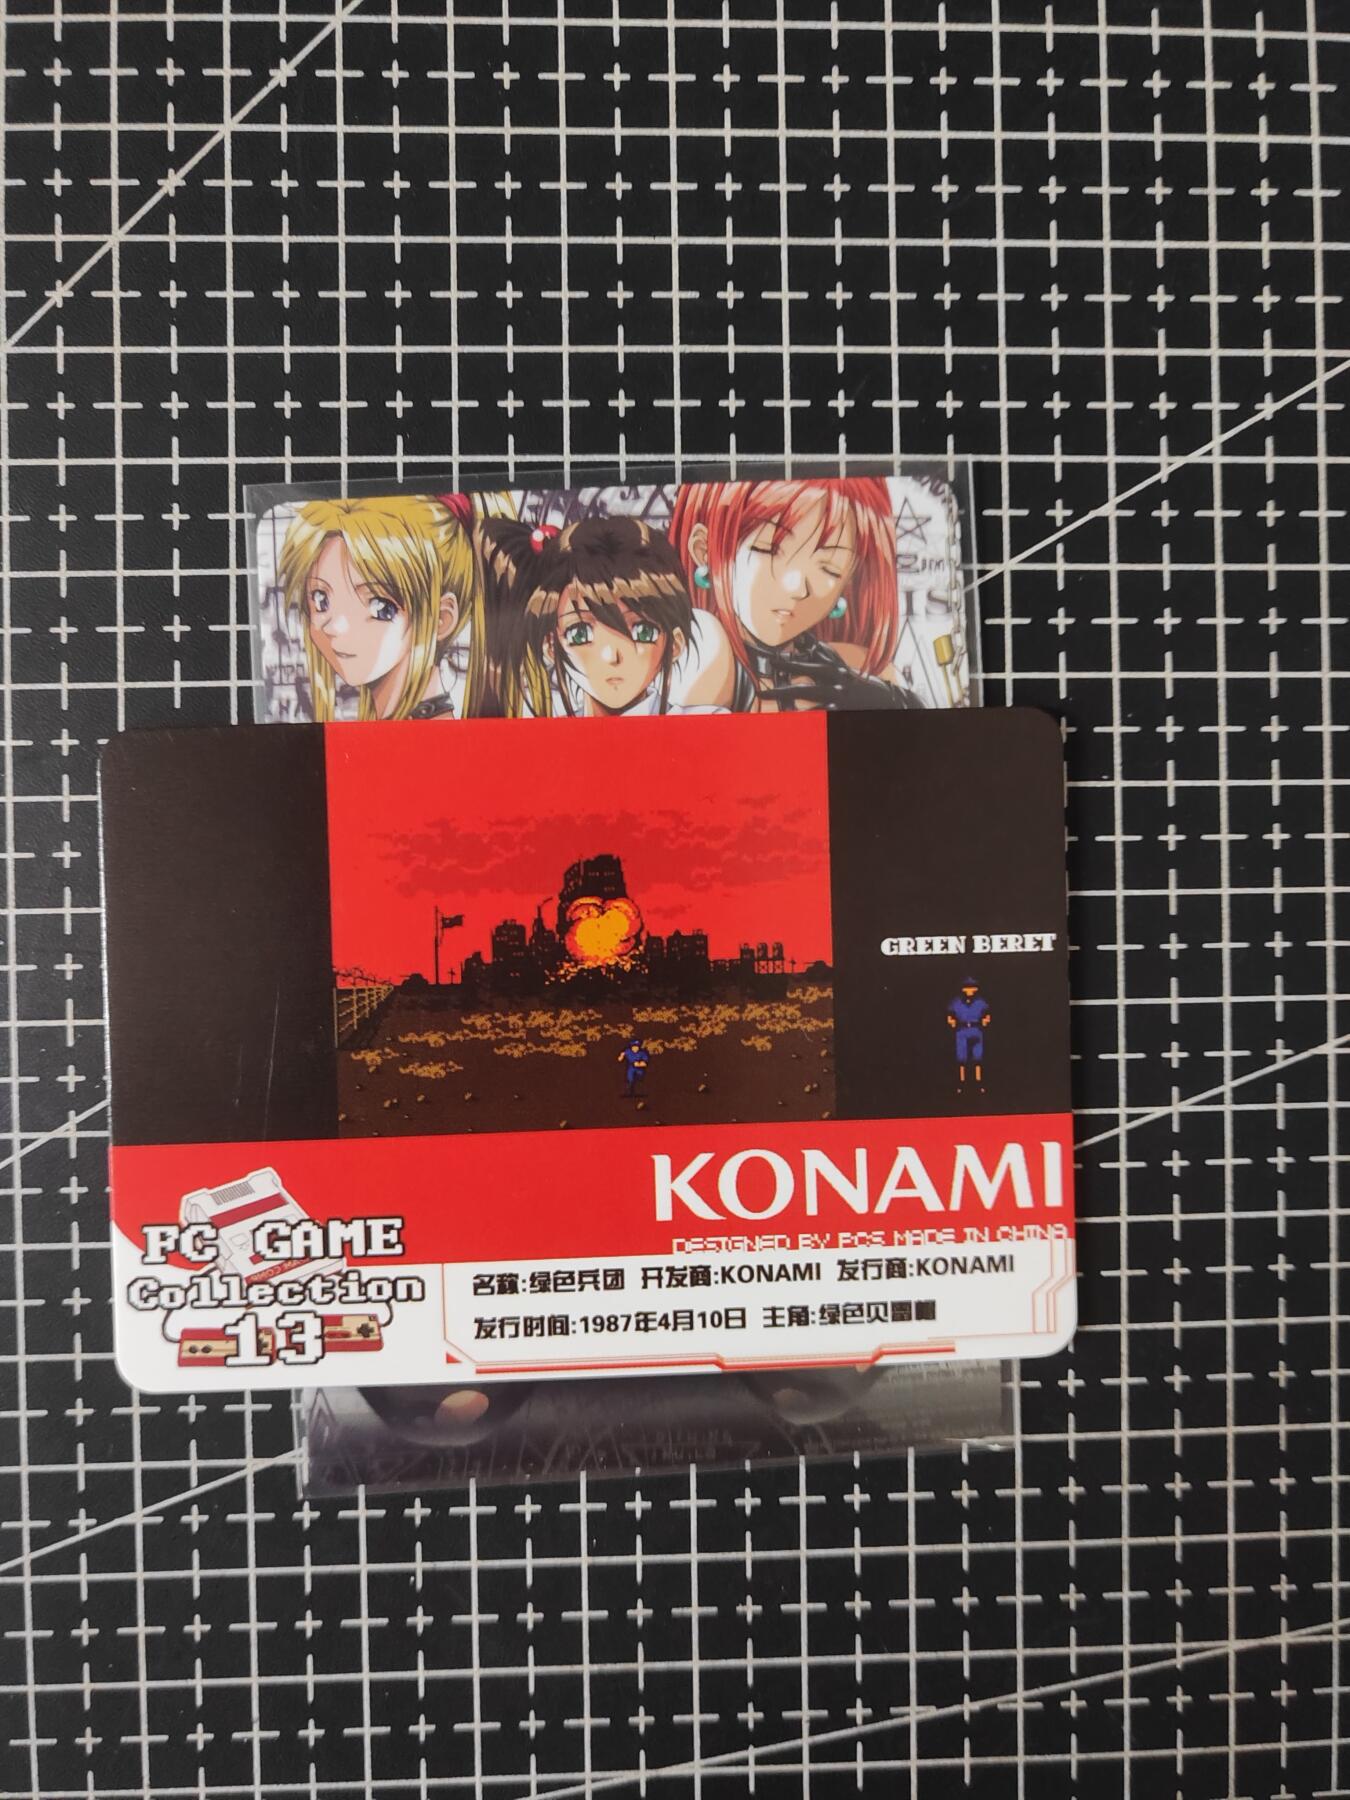 IS
GREEN BERET
KONAMI
DESIGNED BY PCS MADE IN CHINA
PC GAME
Collection
13
名称:绿色兵团 开发商:KONAMI 发行商:KONAMI
发行时间:1987年4月10日 主角:绿色贝雷帽